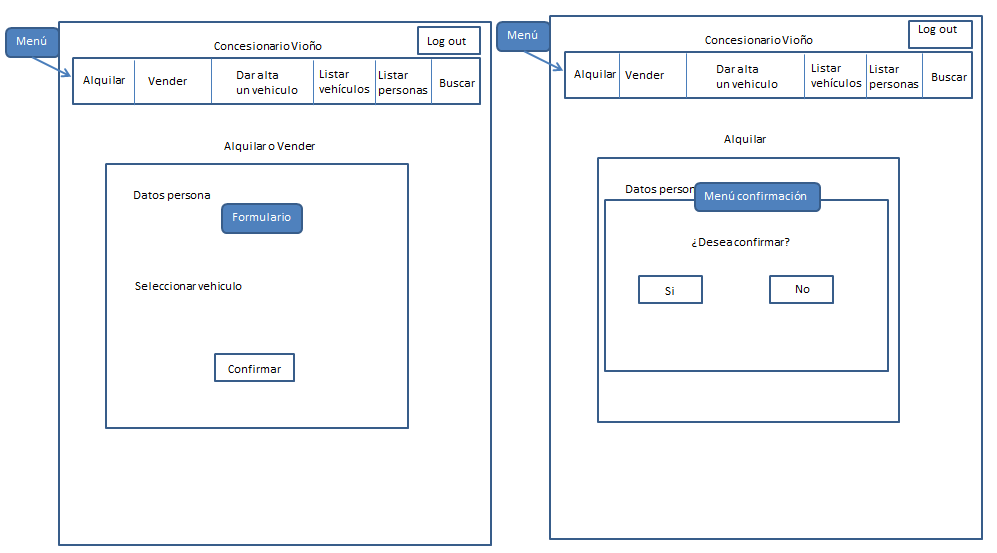 Menú
Concesionario Vioño
Log out
Alquilar
Vender
Dar alta
un vehiculo
Listar
vehículos
Listar
personas
Buscar
Alquilar o Vender
Datos persona
Formulario
Seleccionar vehiculo
Confirmar
Menú
Concesionario Vioño
Log out
Alquilar
Vender
Dar alta
un vehiculo
Listar
vehículos
Listar
personas
Buscar
Alquilar
Datos person
Menú confirmación
¿Desea confirmar?
Si
No